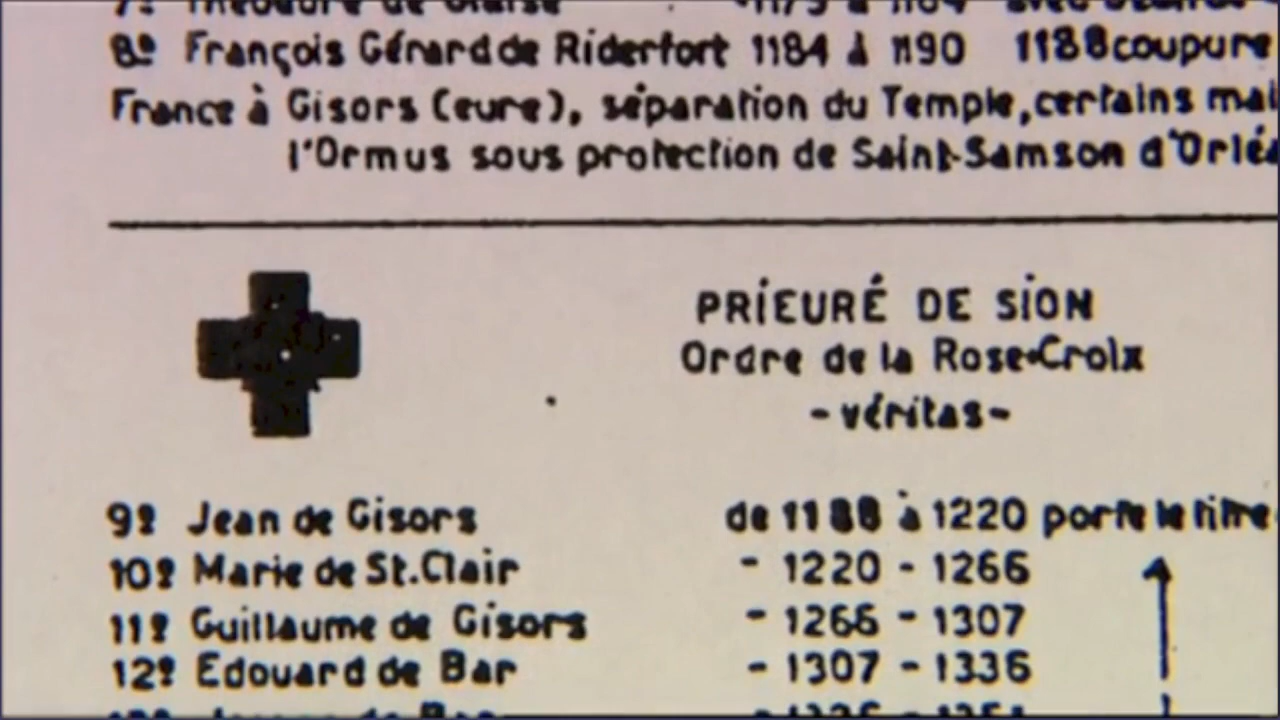 8º François Gérard de Riderfort 1184 à 1190 1188 coupure
France à Gisors (eure), séparation du Temple, certains mai
l'Ormus sous protection de Saint-Samson d'Orléa
PRiEURÉ DE SiON
Ordre de la Rose-Croix
-véritas-
9º Jean de Gisors de 1188 à 1220 porte le titre
10º Marie de St. Clair - 1220 - 1266
11º Guillaume de Gisors - 1266 - 1307
12º Edouard de Bar - 1307 - 1336